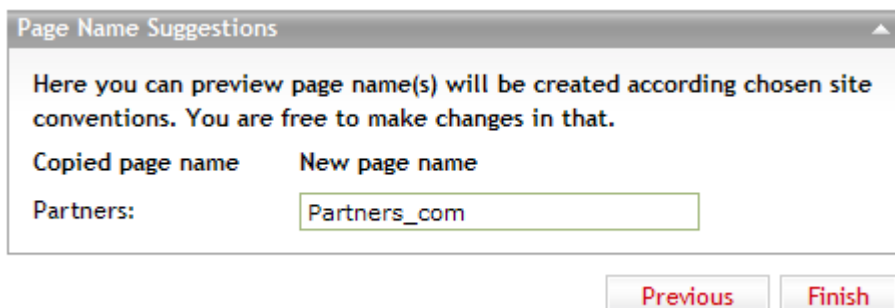 Page Name Suggestions
Here you can preview page name(s) will be created according chosen site
conventions. You are free to make changes in that.
Copied page name New page name
Partners: Partners_com
Previous Finish